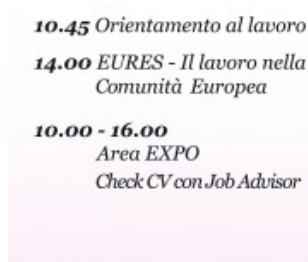 10.45 Orientamento al lavoro
14.00 EURES - Il lavoro nella
Comunità Europea
10.00 - 16.00
Area EXPO
Check CV con Job Advisor